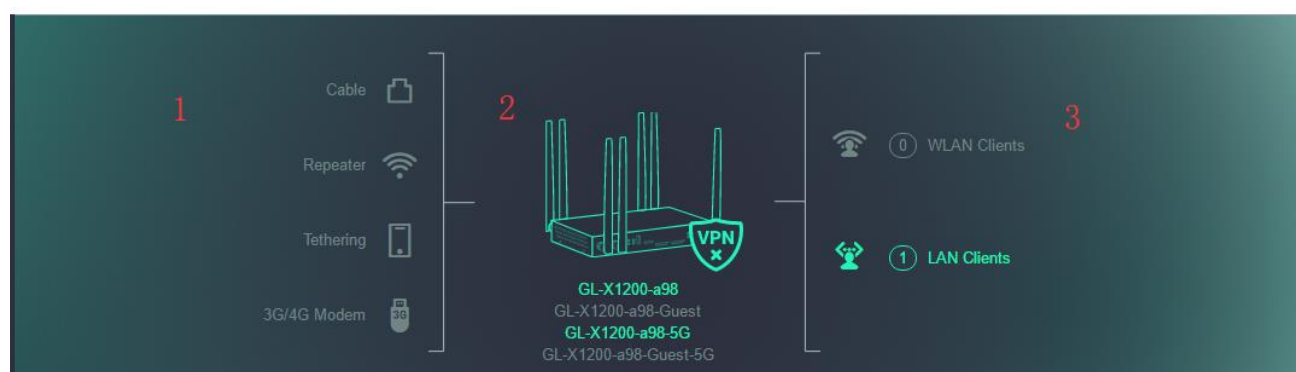 1
Cable
Repeater
Tethering
3G/4G Modem
3G
2
VPN
GL-X1200-a98
GL-X1200-a98-Guest
GL-X1200-a98-5G
GL-X1200-a98-Guest-5G
3
0 WLAN Clients
1 LAN Clients